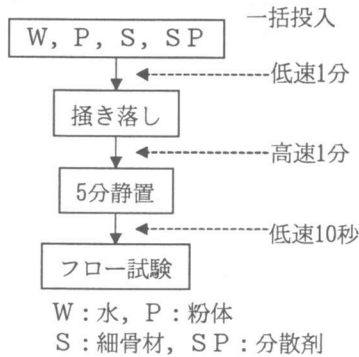 一括投入
W, P, S, SP
低速1分
掻き落し
高速1分
5分静置
低速10秒
フロー試験
W:水, P:粉体
S:細骨材, SP:分散剤